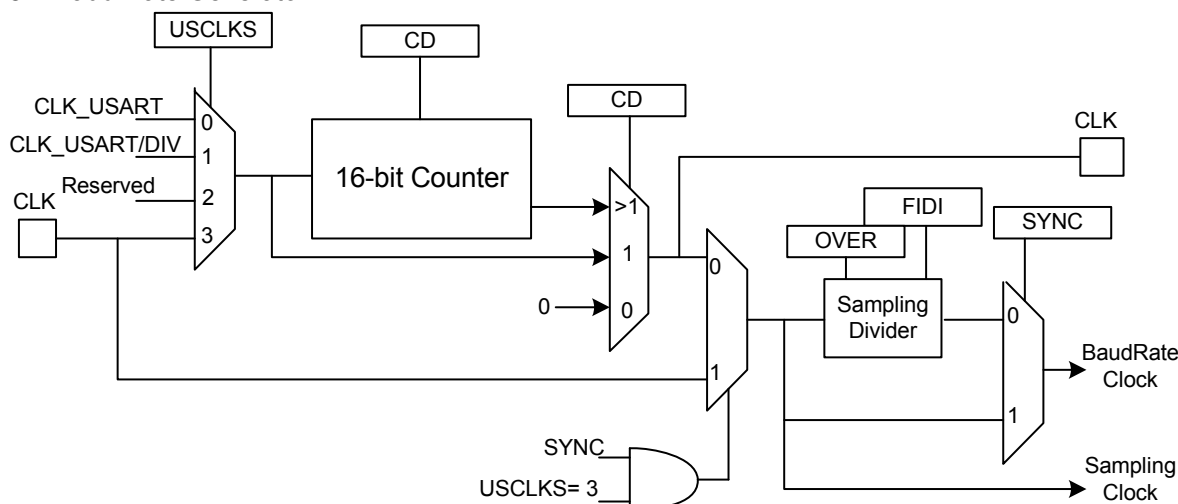 USCLKS
CD
CD
CLK_USART
CLK_USART/DIV
Reserved
CLK
0
1
2
3
16-bit Counter
>1
1
0
0
CLK
FIDI
OVER
SYNC
0
1
Sampling
Divider
0
1
BaudRate
Clock
SYNC
USCLKS= 3
Sampling
Clock